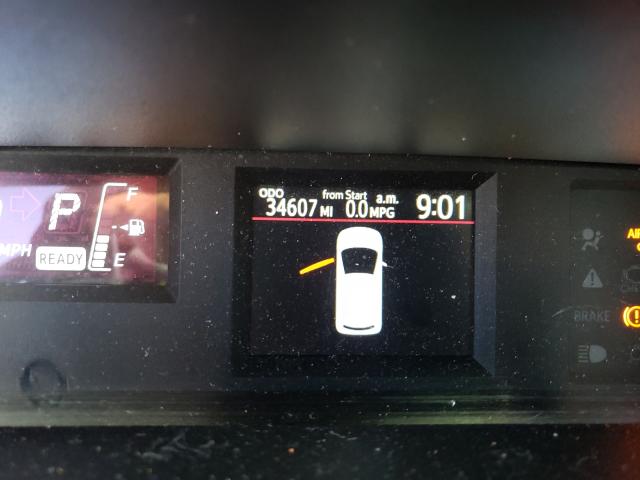 ODO from Start a.m.
34607 MI 0.0 MPG 9:01
P F
MPH READY E
BRAKE